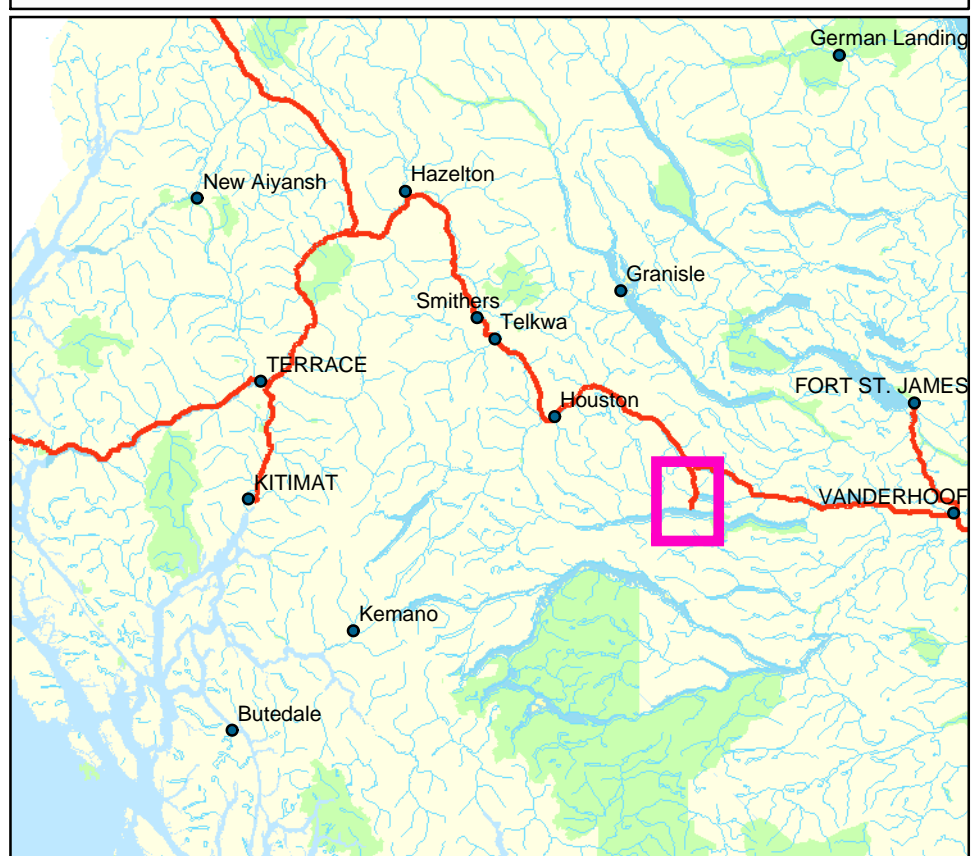 German Landing
Hazelton
New Aiyansh
Granisle
Smithers
Telkwa
TERRACE
FORT ST. JAMES
Houston
KITIMAT
VANDERHOOF
Kemano
Butedale